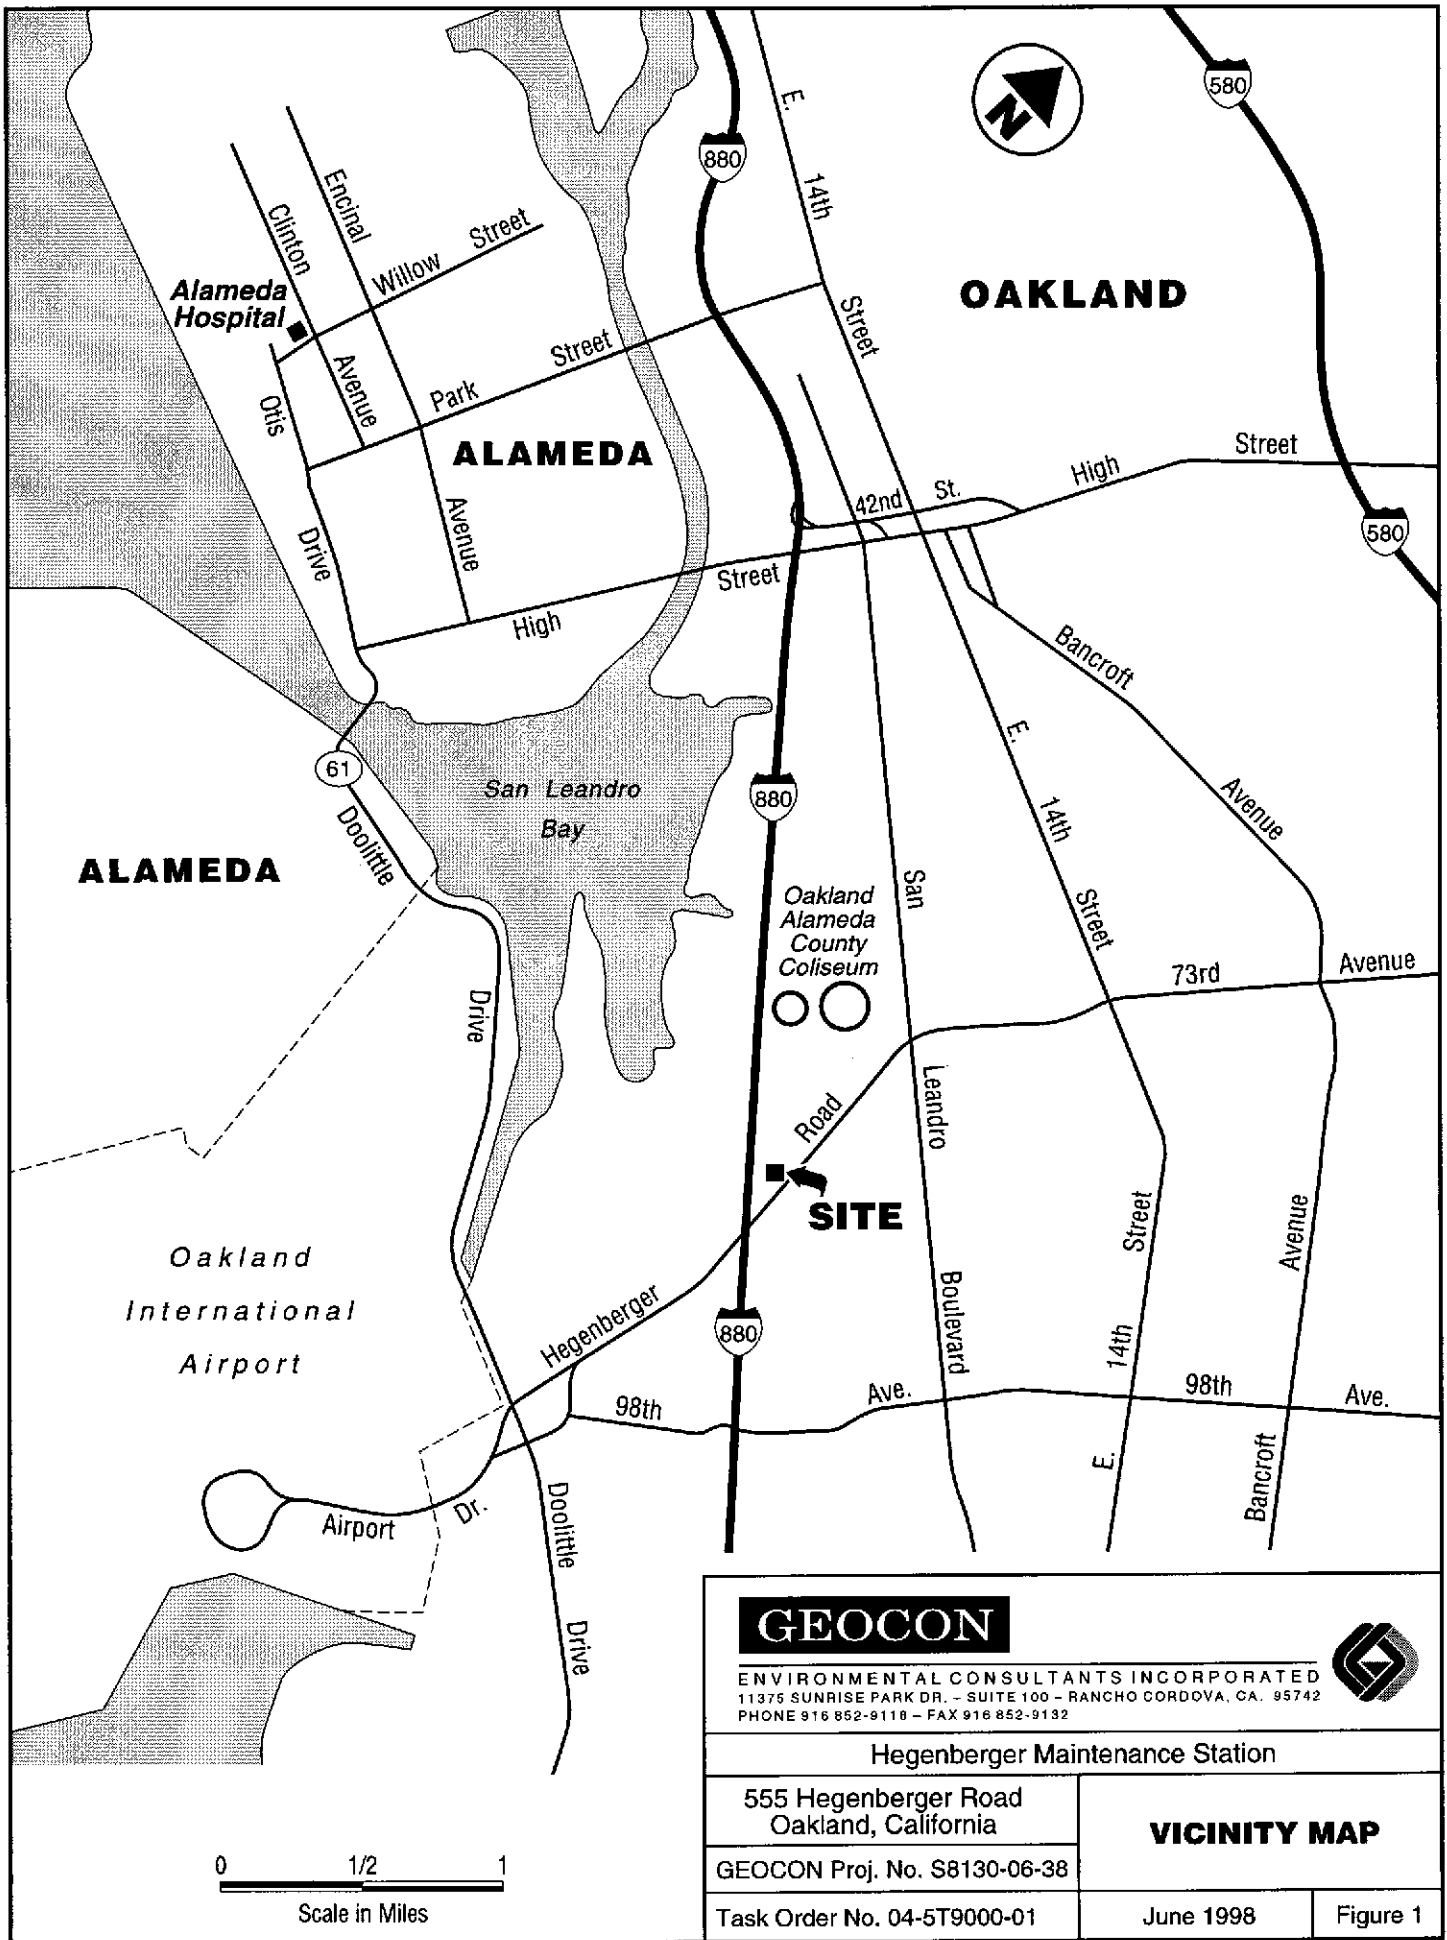 580
E.
N
880
14th
Encinal
Clinton
Street
Willow
Alameda
Hospital
OAKLAND
Street
Street
Avenue
Park
Otis
ALAMEDA
Street
High
42nd St.
Avenue
580
Drive
Street
High
Bancroft
E.
61
San Leandro
Bay
880
Avenue
14th
Doolittle
ALAMEDA
San
Oakland
Alameda
County
Coliseum
Street
73rd
Avenue
Drive
Leandro
Road
SITE
Street
Avenue
Oakland
International
Airport
Hegenberger
Boulevard
880
14th
98th
Ave.
98th
Ave.
E.
Bancroft
Airport
Dr.
Doolittle
Drive
GEOCON
ENVIRONMENTAL CONSULTANTS INCORPORATED
11375 SUNRISE PARK DR. – SUITE 100 – RANCHO CORDOVA, CA. 95742
PHONE 916 852-9118 – FAX 916 852-9132
Hegenberger Maintenance Station
555 Hegenberger Road
Oakland, California
VICINITY MAP
GEOCON Proj. No. S8130-06-38
Task Order No. 04-5T9000-01
June 1998
Figure 1
0 1/2 1
Scale in Miles